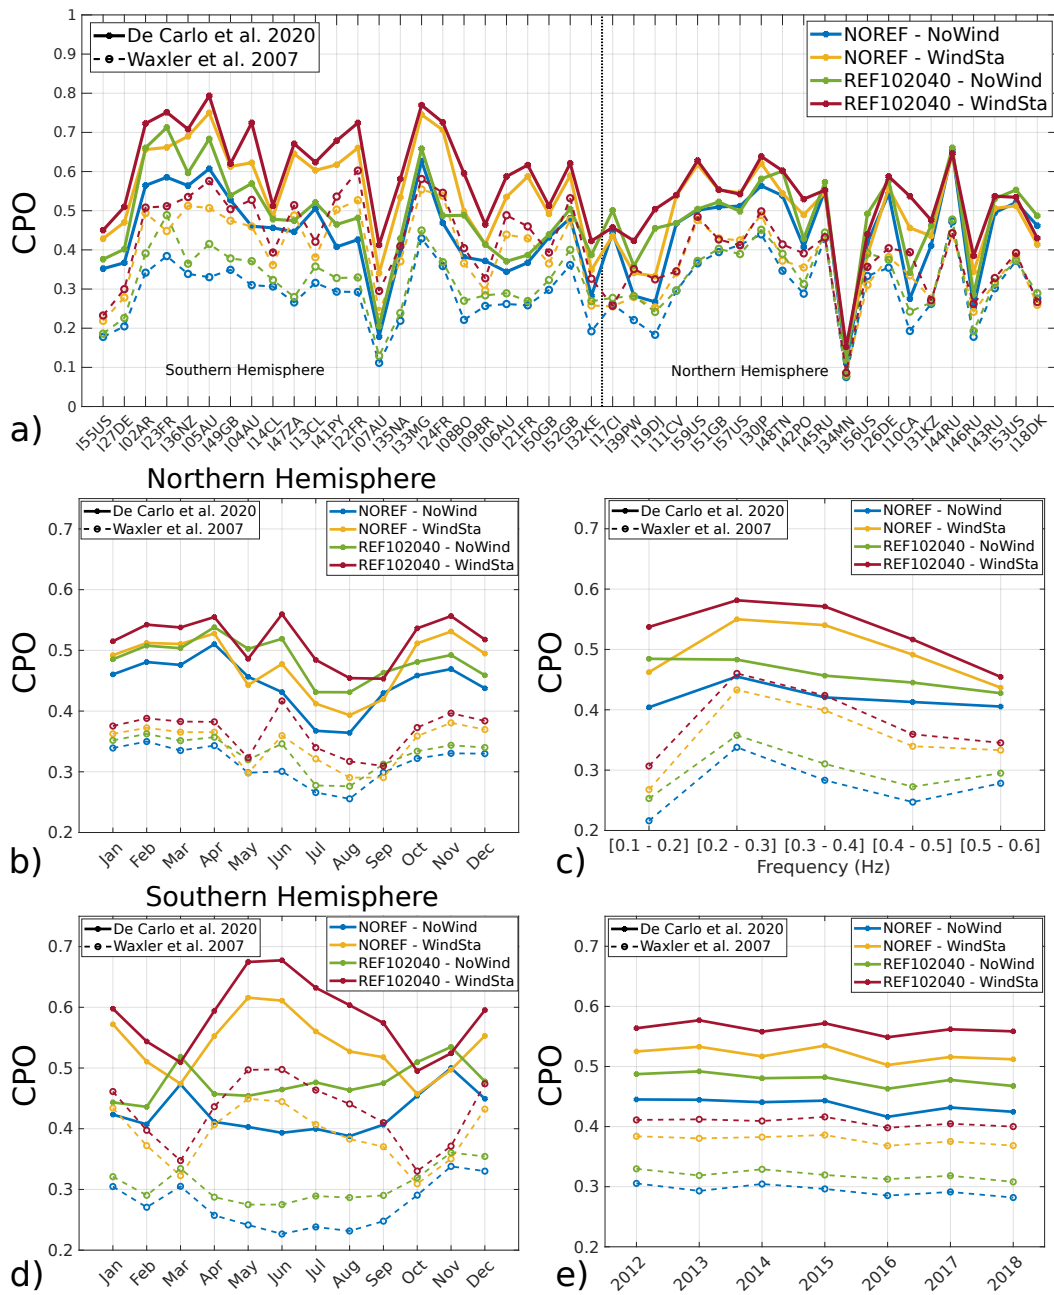 1
0.9
0.8
0.7
0.6
0.5
0.4
0.3
0.2
0.1
0
CPO
De Carlo et al. 2020
Waxler et al. 2007
NOREF - NoWind
NOREF - WindSta
REF102040 - NoWind
REF102040 - WindSta
Southern Hemisphere
Northern Hemisphere
I55US I27DE I02AR I23FR I36NZ I05AU I49GB I04AU I14CL I47ZA I13CL I41PY I22FR I07AU I35NA I33MG I24FR I08BO I09BR I06AU I21FR I50GB I52GB I32KE I17CI I39PW I19DJ I11CV I59US I51GB I57US I30JP I48TN I42PO I45RU I34MN I56US I26DE I10CA I31KZ I44RU I46RU I43RU I53US I18DK
a)
Northern Hemisphere
De Carlo et al. 2020
Waxler et al. 2007
NOREF - NoWind
NOREF - WindSta
REF102040 - NoWind
REF102040 - WindSta
0.7
0.6
0.5
0.4
0.3
0.2
CPO
Jan Feb Mar Apr May Jun Jul Aug Sep Oct Nov Dec
b)
De Carlo et al. 2020
Waxler et al. 2007
NOREF - NoWind
NOREF - WindSta
REF102040 - NoWind
REF102040 - WindSta
0.7
0.6
0.5
0.4
0.3
0.2
CPO
[0.1 - 0.2] [0.2 - 0.3] [0.3 - 0.4] [0.4 - 0.5] [0.5 - 0.6]
Frequency (Hz)
c)
Southern Hemisphere
De Carlo et al. 2020
Waxler et al. 2007
NOREF - NoWind
NOREF - WindSta
REF102040 - NoWind
REF102040 - WindSta
0.7
0.6
0.5
0.4
0.3
0.2
CPO
Jan Feb Mar Apr May Jun Jul Aug Sep Oct Nov Dec
d)
De Carlo et al. 2020
Waxler et al. 2007
NOREF - NoWind
NOREF - WindSta
REF102040 - NoWind
REF102040 - WindSta
0.7
0.6
0.5
0.4
0.3
0.2
CPO
2012 2013 2014 2015 2016 2017 2018
e)